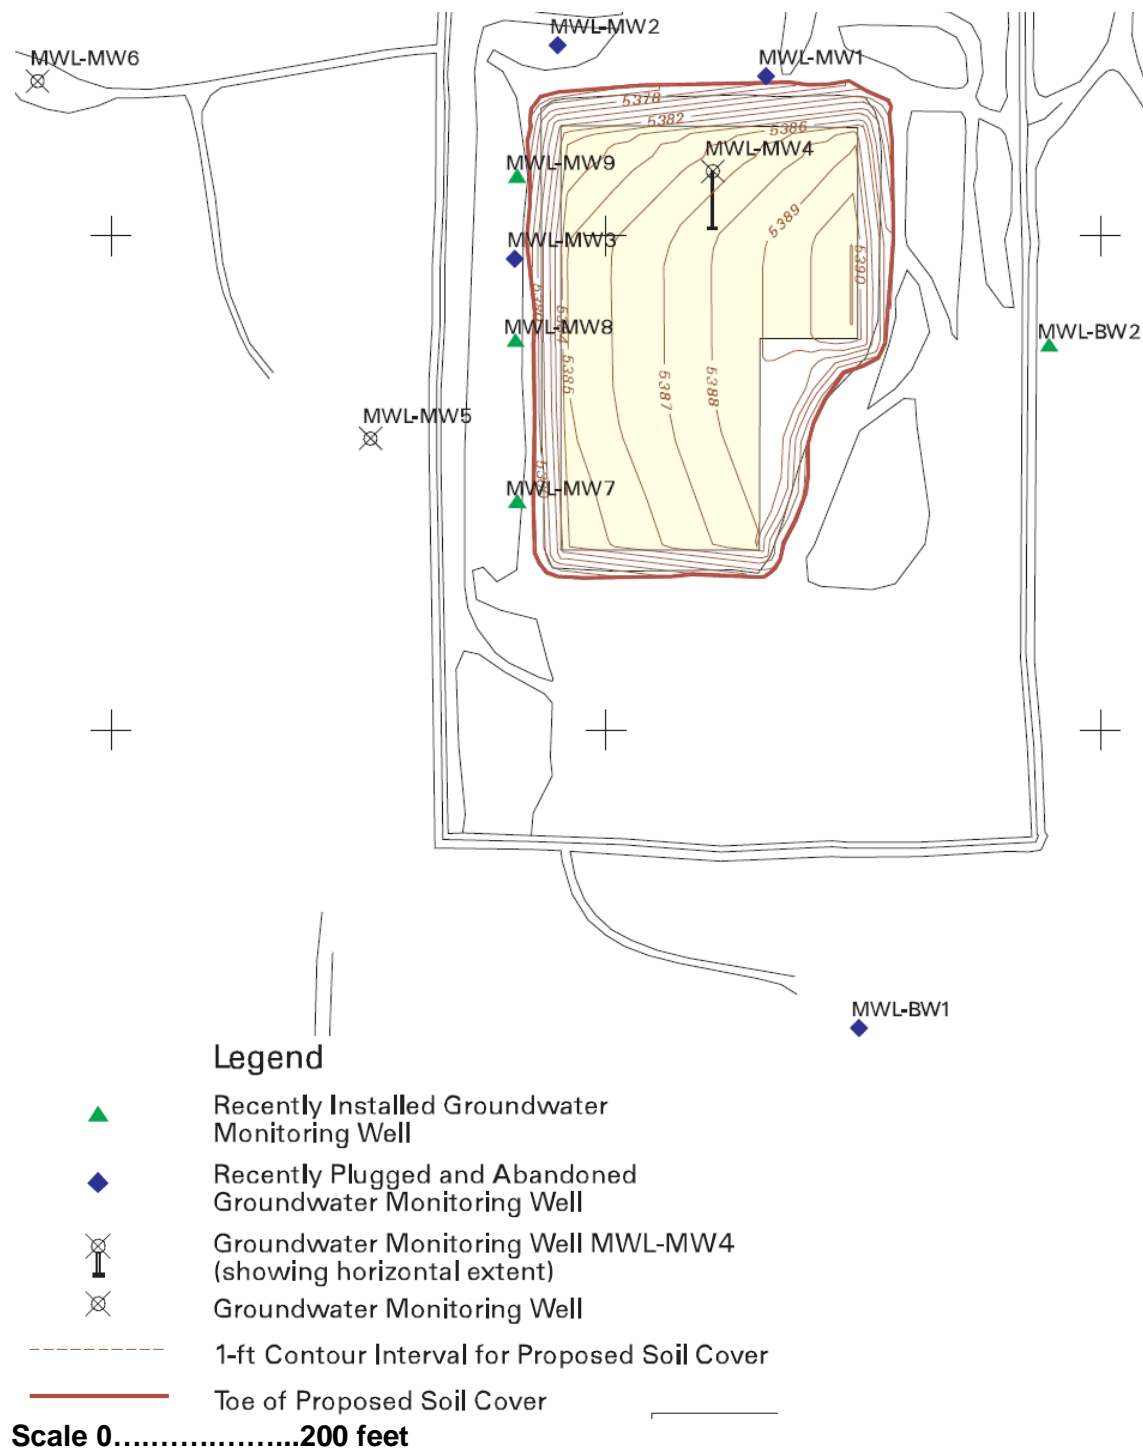 MWL-MW2
MWL-MW6
MWL-MW1
5378
5382
5386
MWL-MW4
MWL-MW9
5389
MWL-MW3
5390
MWL-MW8
MWL-BW2
5385
5387
5388
MWL-MW5
MWL-MW7
MWL-BW1
Legend
Recently Installed Groundwater
Monitoring Well
Recently Plugged and Abandoned
Groundwater Monitoring Well
Groundwater Monitoring Well MWL-MW4
(showing horizontal extent)
Groundwater Monitoring Well
1-ft Contour Interval for Proposed Soil Cover
Toe of Proposed Soil Cover
Scale 0…..…….……...200 feet